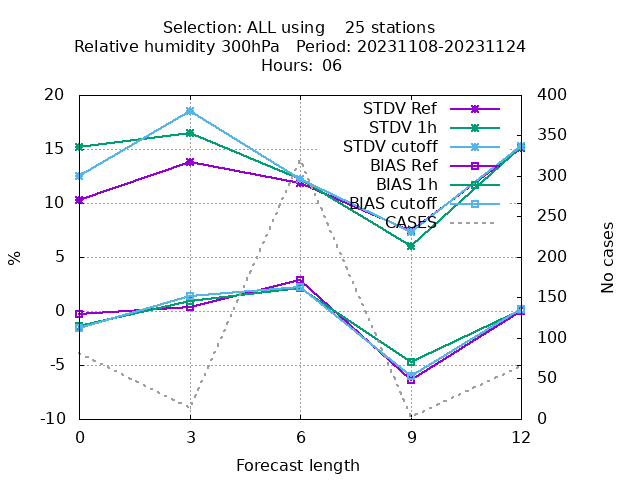 Selection: ALL using    25 stations
Relative humidity 300hPa   Period: 20231108-20231124
Hours: 06
STDV Ref
STDV 1h
STDV cutoff
BIAS Ref
BIAS 1h
BIAS cutoff
CASES
20
15
10
5
0
-5
-10
%
400
350
300
250
200
150
100
50
0
No cases
0 3 6 9 12
Forecast length